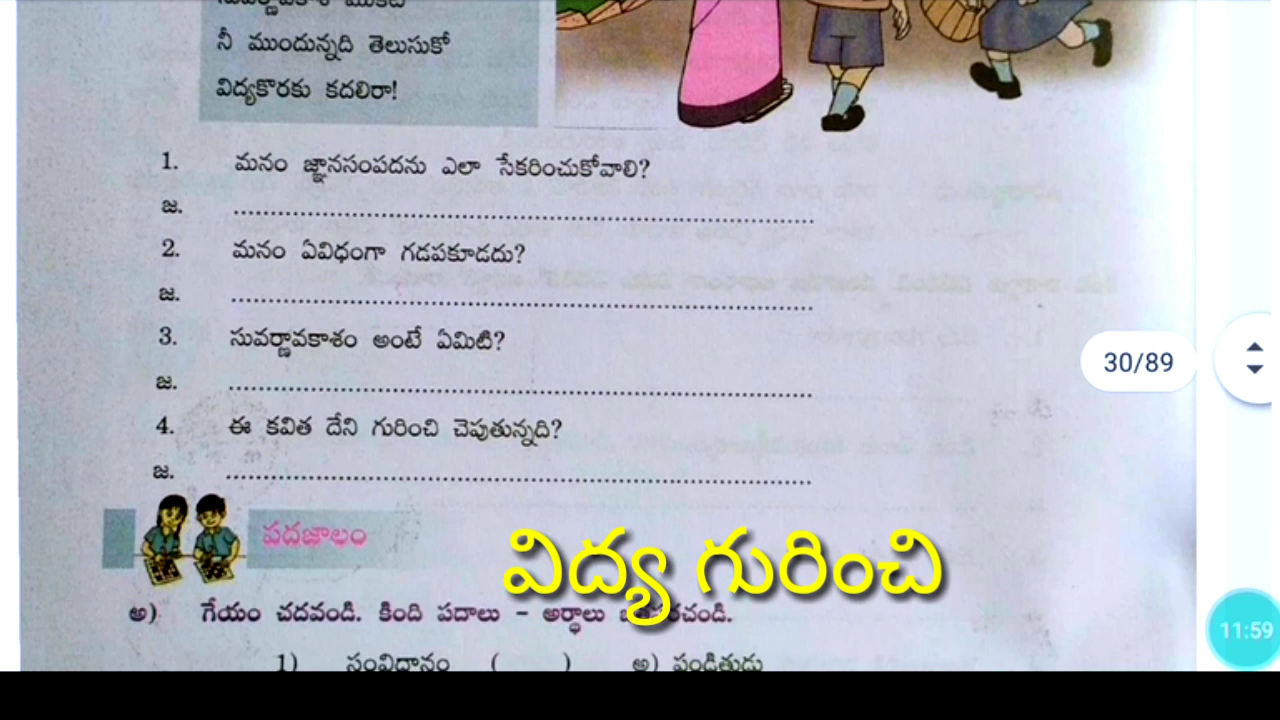 నీ ముందున్నది తెలుసుకో
విద్యకొరకు కదలిరా!
1. మనం జ్ఞానసంపదను ఎలా సేకరించుకోవాలి?
జ. ..........
2. మనం ఏవిధంగా గడపకూడదు?
జ. ..........
3. సువర్ణావకాశం అంటే ఏమిటి?
జ. ..........
4. ఈ కవిత దేని గురించి చెపుతున్నది?
జ. ..........
పదజాలం
విద్య గురించి
అ) గేయం చదవండి. కింది పదాలు – అర్థాలు
1) సంవిధానం ( ) అ) పండితుడు
30/89
11:59